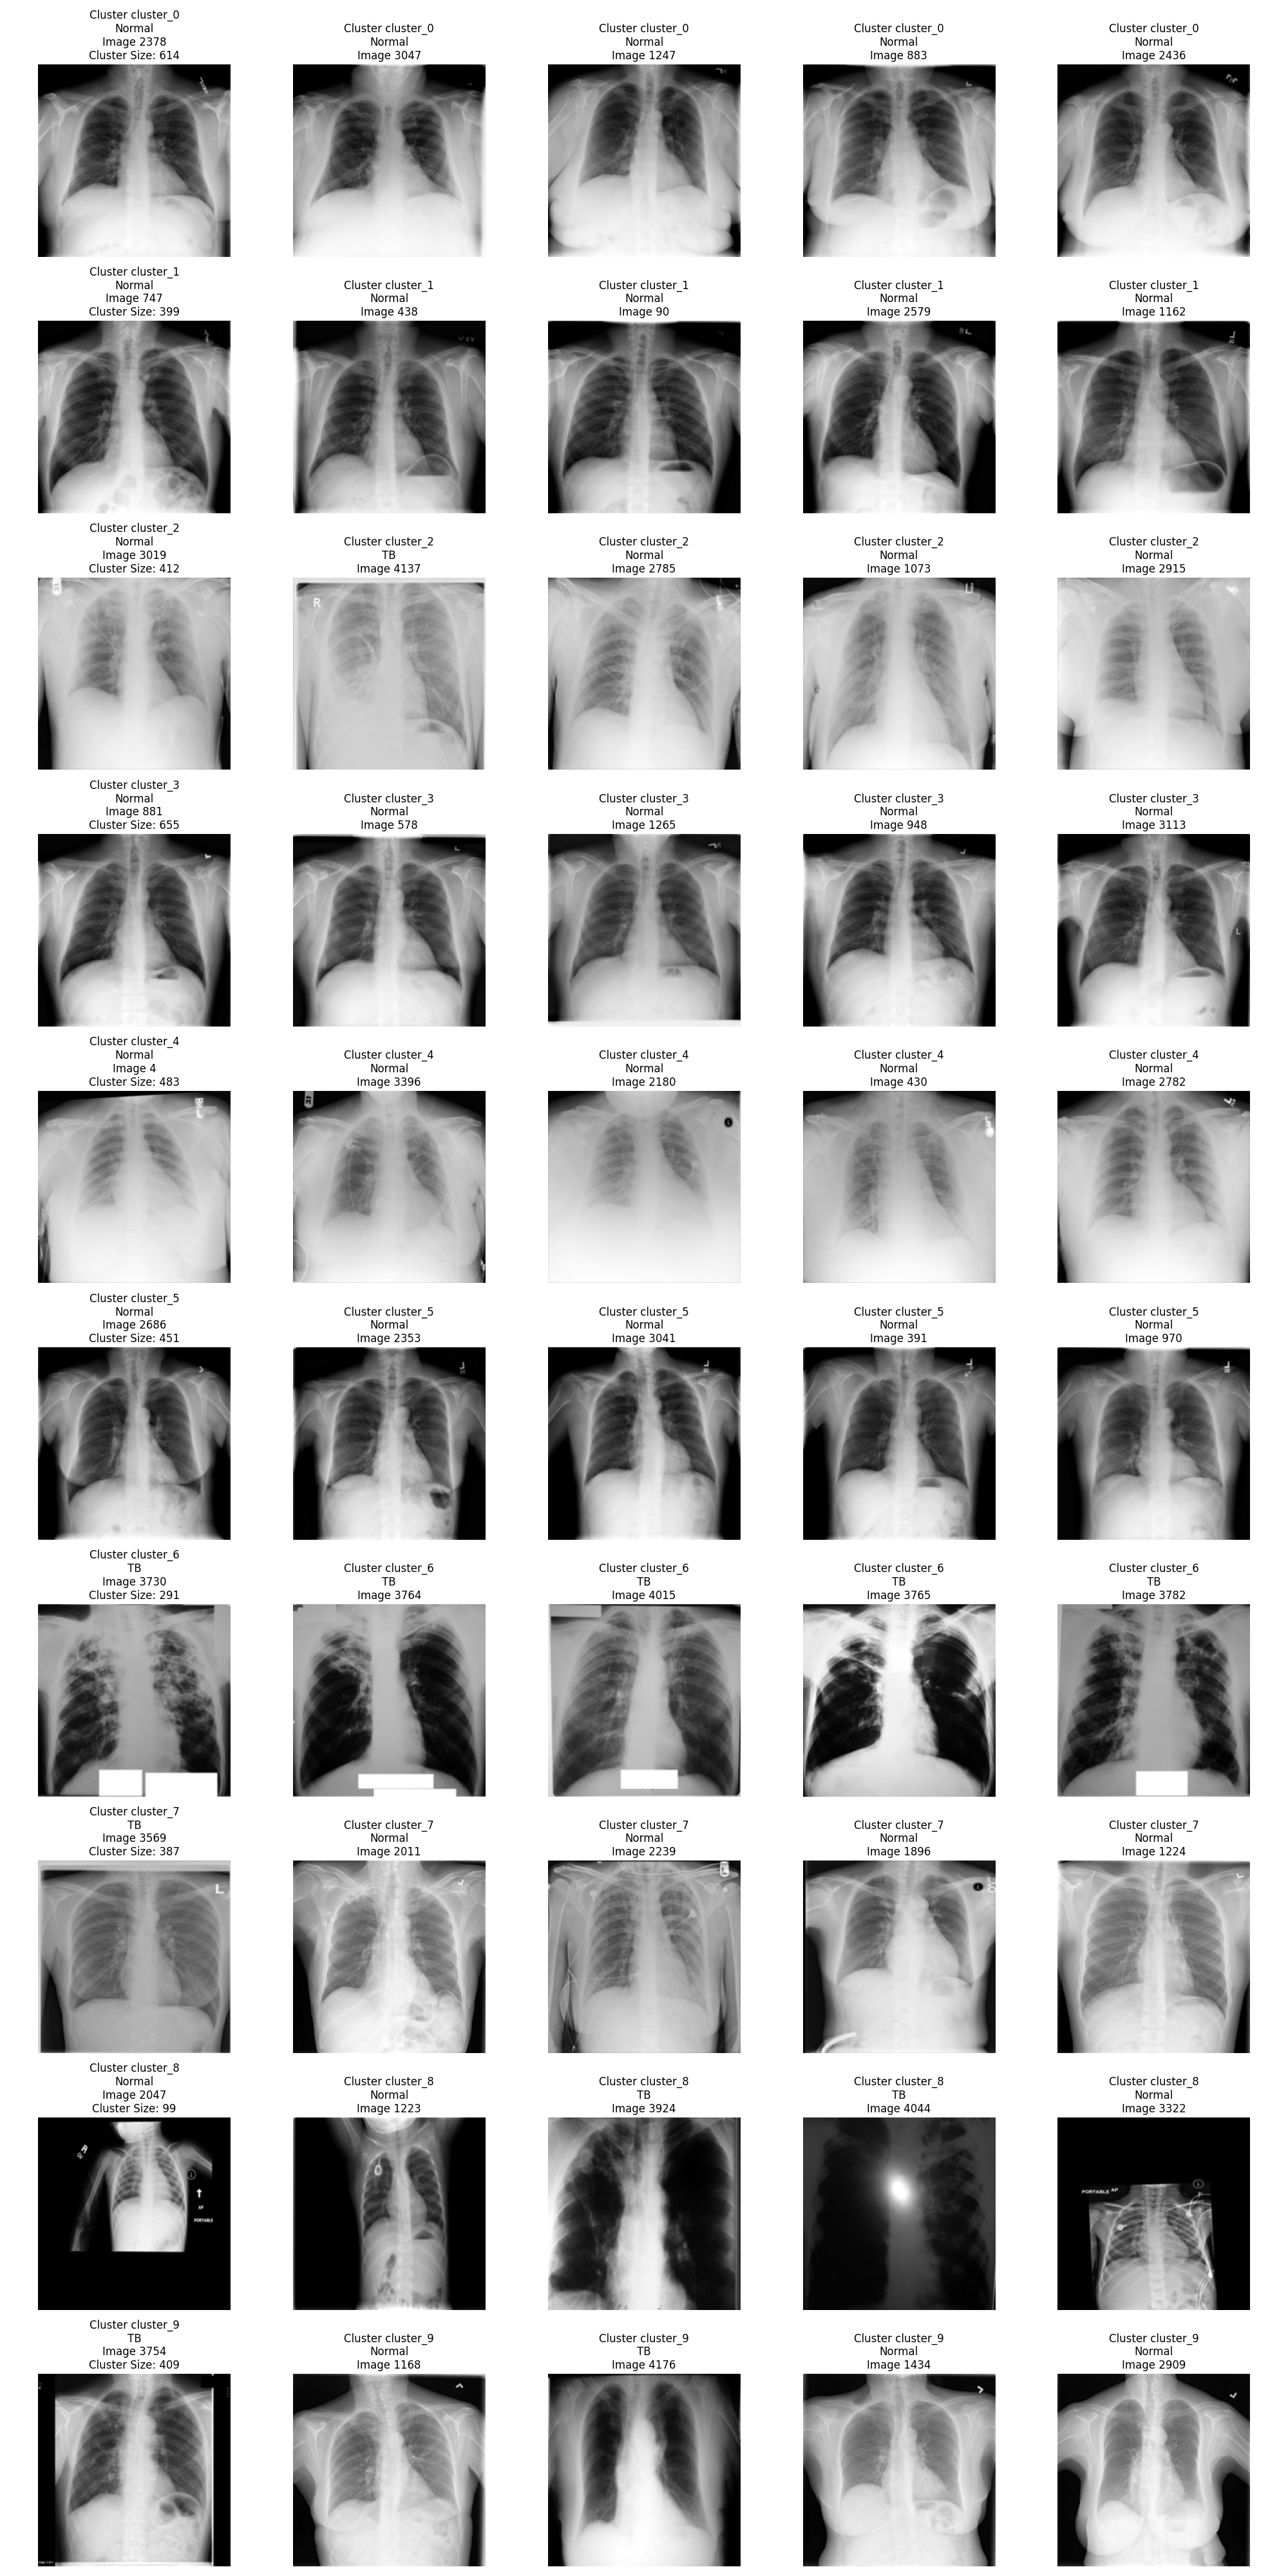 Cluster cluster_0
Normal
Image 2378
Cluster Size: 614
Cluster cluster_0
Normal
Image 3047
Cluster cluster_0
Normal
Image 1247
Cluster cluster_0
Normal
Image 883
Cluster cluster_0
Normal
Image 2436
Cluster cluster_1
Normal
Image 747
Cluster Size: 399
Cluster cluster_1
Normal
Image 438
Cluster cluster_1
Normal
Image 90
Cluster cluster_1
Normal
Image 2579
Cluster cluster_1
Normal
Image 1162
Cluster cluster_2
Normal
Image 3019
Cluster Size: 412
Cluster cluster_2
TB
Image 4137
R
Cluster cluster_2
Normal
Image 2785
L
Cluster cluster_2
Normal
Image 1073
Cluster cluster_2
Normal
Image 2915
Cluster cluster_3
Normal
Image 881
Cluster Size: 655
Cluster cluster_3
Normal
Image 578
Cluster cluster_3
Normal
Image 1265
Cluster cluster_3
Normal
Image 948
Cluster cluster_3
Normal
Image 3113
L
Cluster cluster_4
Normal
Image 4
Cluster Size: 483
Cluster cluster_4
Normal
Image 3396
Cluster cluster_4
Normal
Image 2180
Cluster cluster_4
Normal
Image 430
Cluster cluster_4
Normal
Image 2782
Cluster cluster_5
Normal
Image 2686
Cluster Size: 451
Cluster cluster_5
Normal
Image 2353
L
Cluster cluster_5
Normal
Image 3041
L
Cluster cluster_5
Normal
Image 391
L
Cluster cluster_5
Normal
Image 970
L
Cluster cluster_6
TB
Image 3730
Cluster Size: 291
Cluster cluster_6
TB
Image 3764
Cluster cluster_6
TB
Image 4015
Cluster cluster_6
TB
Image 3765
Cluster cluster_6
TB
Image 3782
Cluster cluster_7
TB
Image 3569
Cluster Size: 387
L
Cluster cluster_7
Normal
Image 2011
Cluster cluster_7
Normal
Image 2239
Cluster cluster_7
Normal
Image 1896
Cluster cluster_7
Normal
Image 1224
Cluster cluster_8
Normal
Image 2047
Cluster Size: 99
AP
PORTABLE
Cluster cluster_8
Normal
Image 1223
Cluster cluster_8
TB
Image 3924
Cluster cluster_8
TB
Image 4044
Cluster cluster_8
Normal
Image 3322
PORTABLE AP
Cluster cluster_9
TB
Image 3754
Cluster Size: 409
Cluster cluster_9
Normal
Image 1168
Cluster cluster_9
TB
Image 4176
Cluster cluster_9
Normal
Image 1434
Cluster cluster_9
Normal
Image 2909